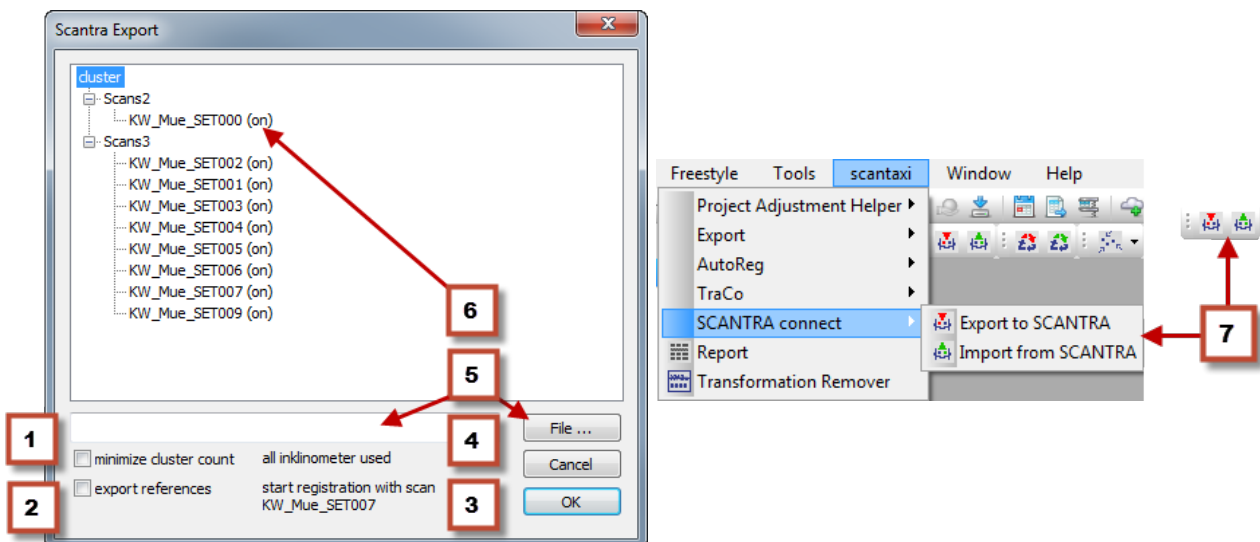 Scantra Export
x
cluster
Scans2
KW_Mue_SET000 (on)
Scans3
KW_Mue_SET002 (on)
KW_Mue_SET001 (on)
KW_Mue_SET003 (on)
KW_Mue_SET004 (on)
KW_Mue_SET005 (on)
KW_Mue_SET006 (on)
KW_Mue_SET007 (on)
KW_Mue_SET009 (on)
6
5
1
4
File ...
minimize cluster count
all inklinometer used
Cancel
2
export references
start registration with scan
KW_Mue_SET007
3
OK
Freestyle Tools scantaxi Window Help
Project Adjustment Helper
Export
AutoReg
TraCo
SCANTRA connect
Report
Transformation Remover
Export to SCANTRA
Import from SCANTRA
7